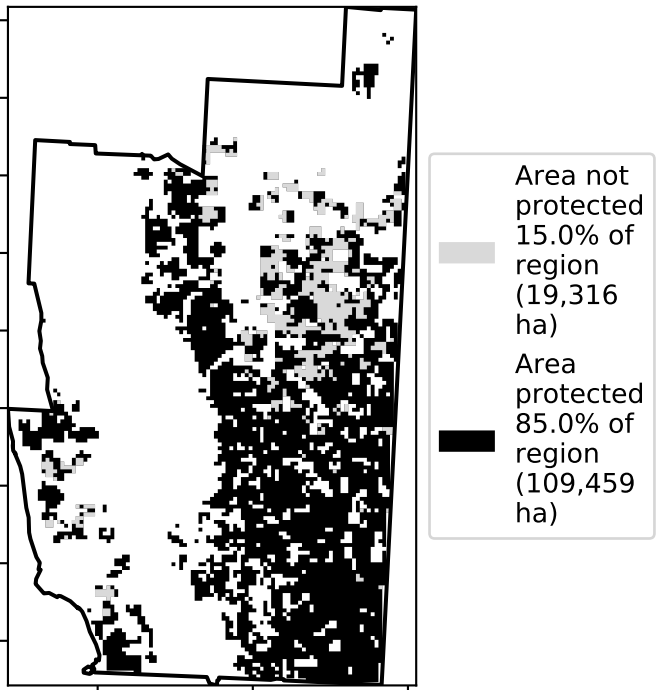 Area not
protected
15.0% of
region
(19,316
ha)
Area
protected
85.0% of
region
(109,459
ha)